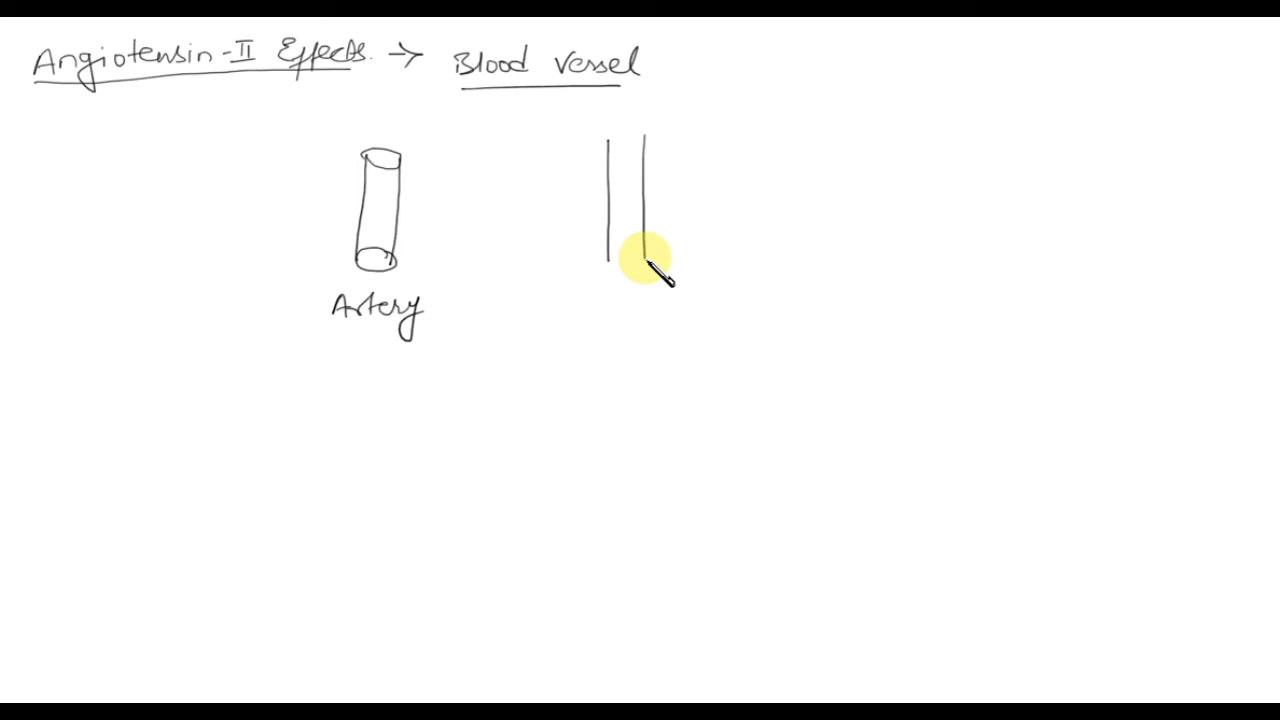 Angiotensin-II Effects. → Blood Vessel
Artery